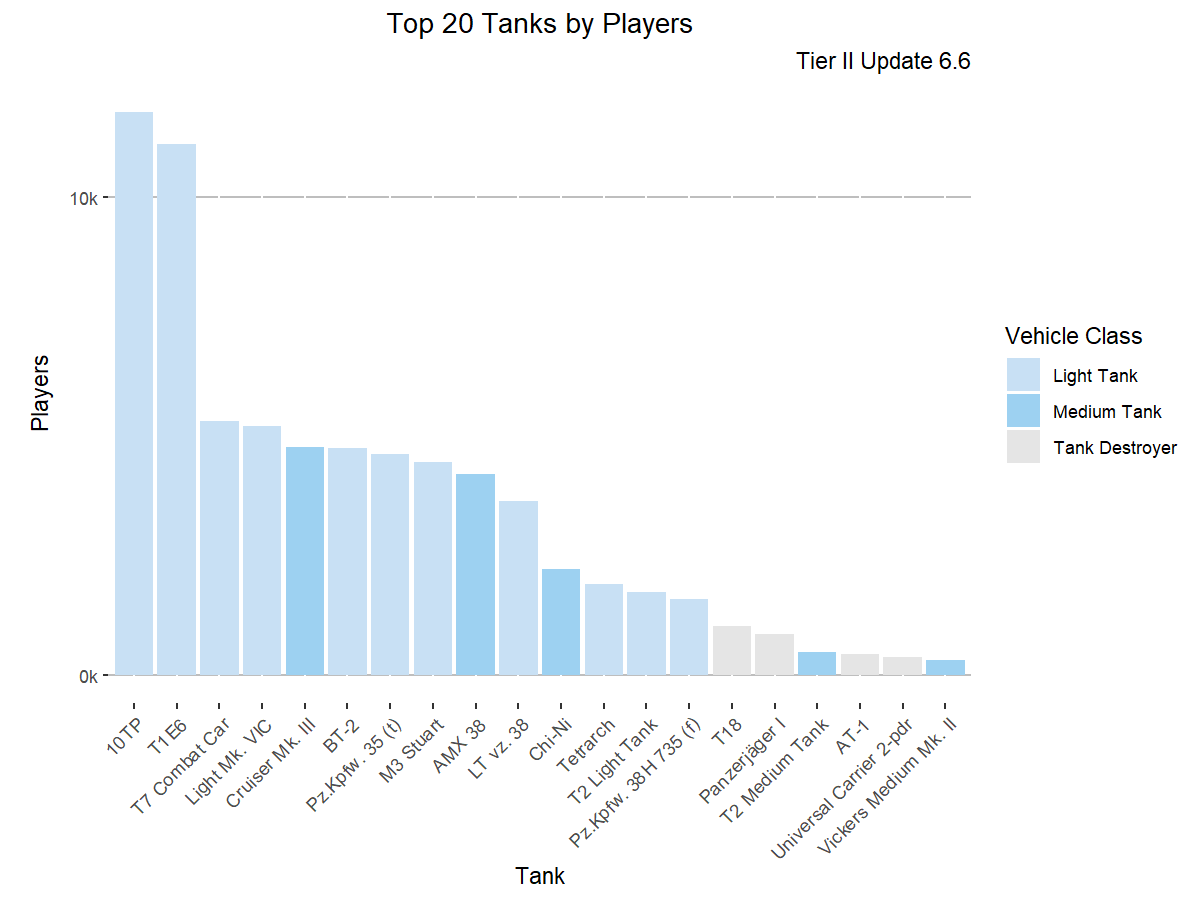 Top 20 Tanks by Players
Tier II Update 6.6
10k
0k
Players
10TP
T1E6
T7 Combat Car
Light Mk. VIC
Cruiser Mk. III
BT-2
Pz.Kpfw. 35 (t)
M3 Stuart
AMX 38
LT vz. 38
Chi-Ni
Tetrarch
T2 Light Tank
Pz.Kpfw. 38H 735 (f)
T18
Panzerjäger I
T2 Medium Tank
AT-1
Universal Carrier 2-pdr
Vickers Medium Mk. II
Tank
Vehicle Class
Light Tank
Medium Tank
Tank Destroyer